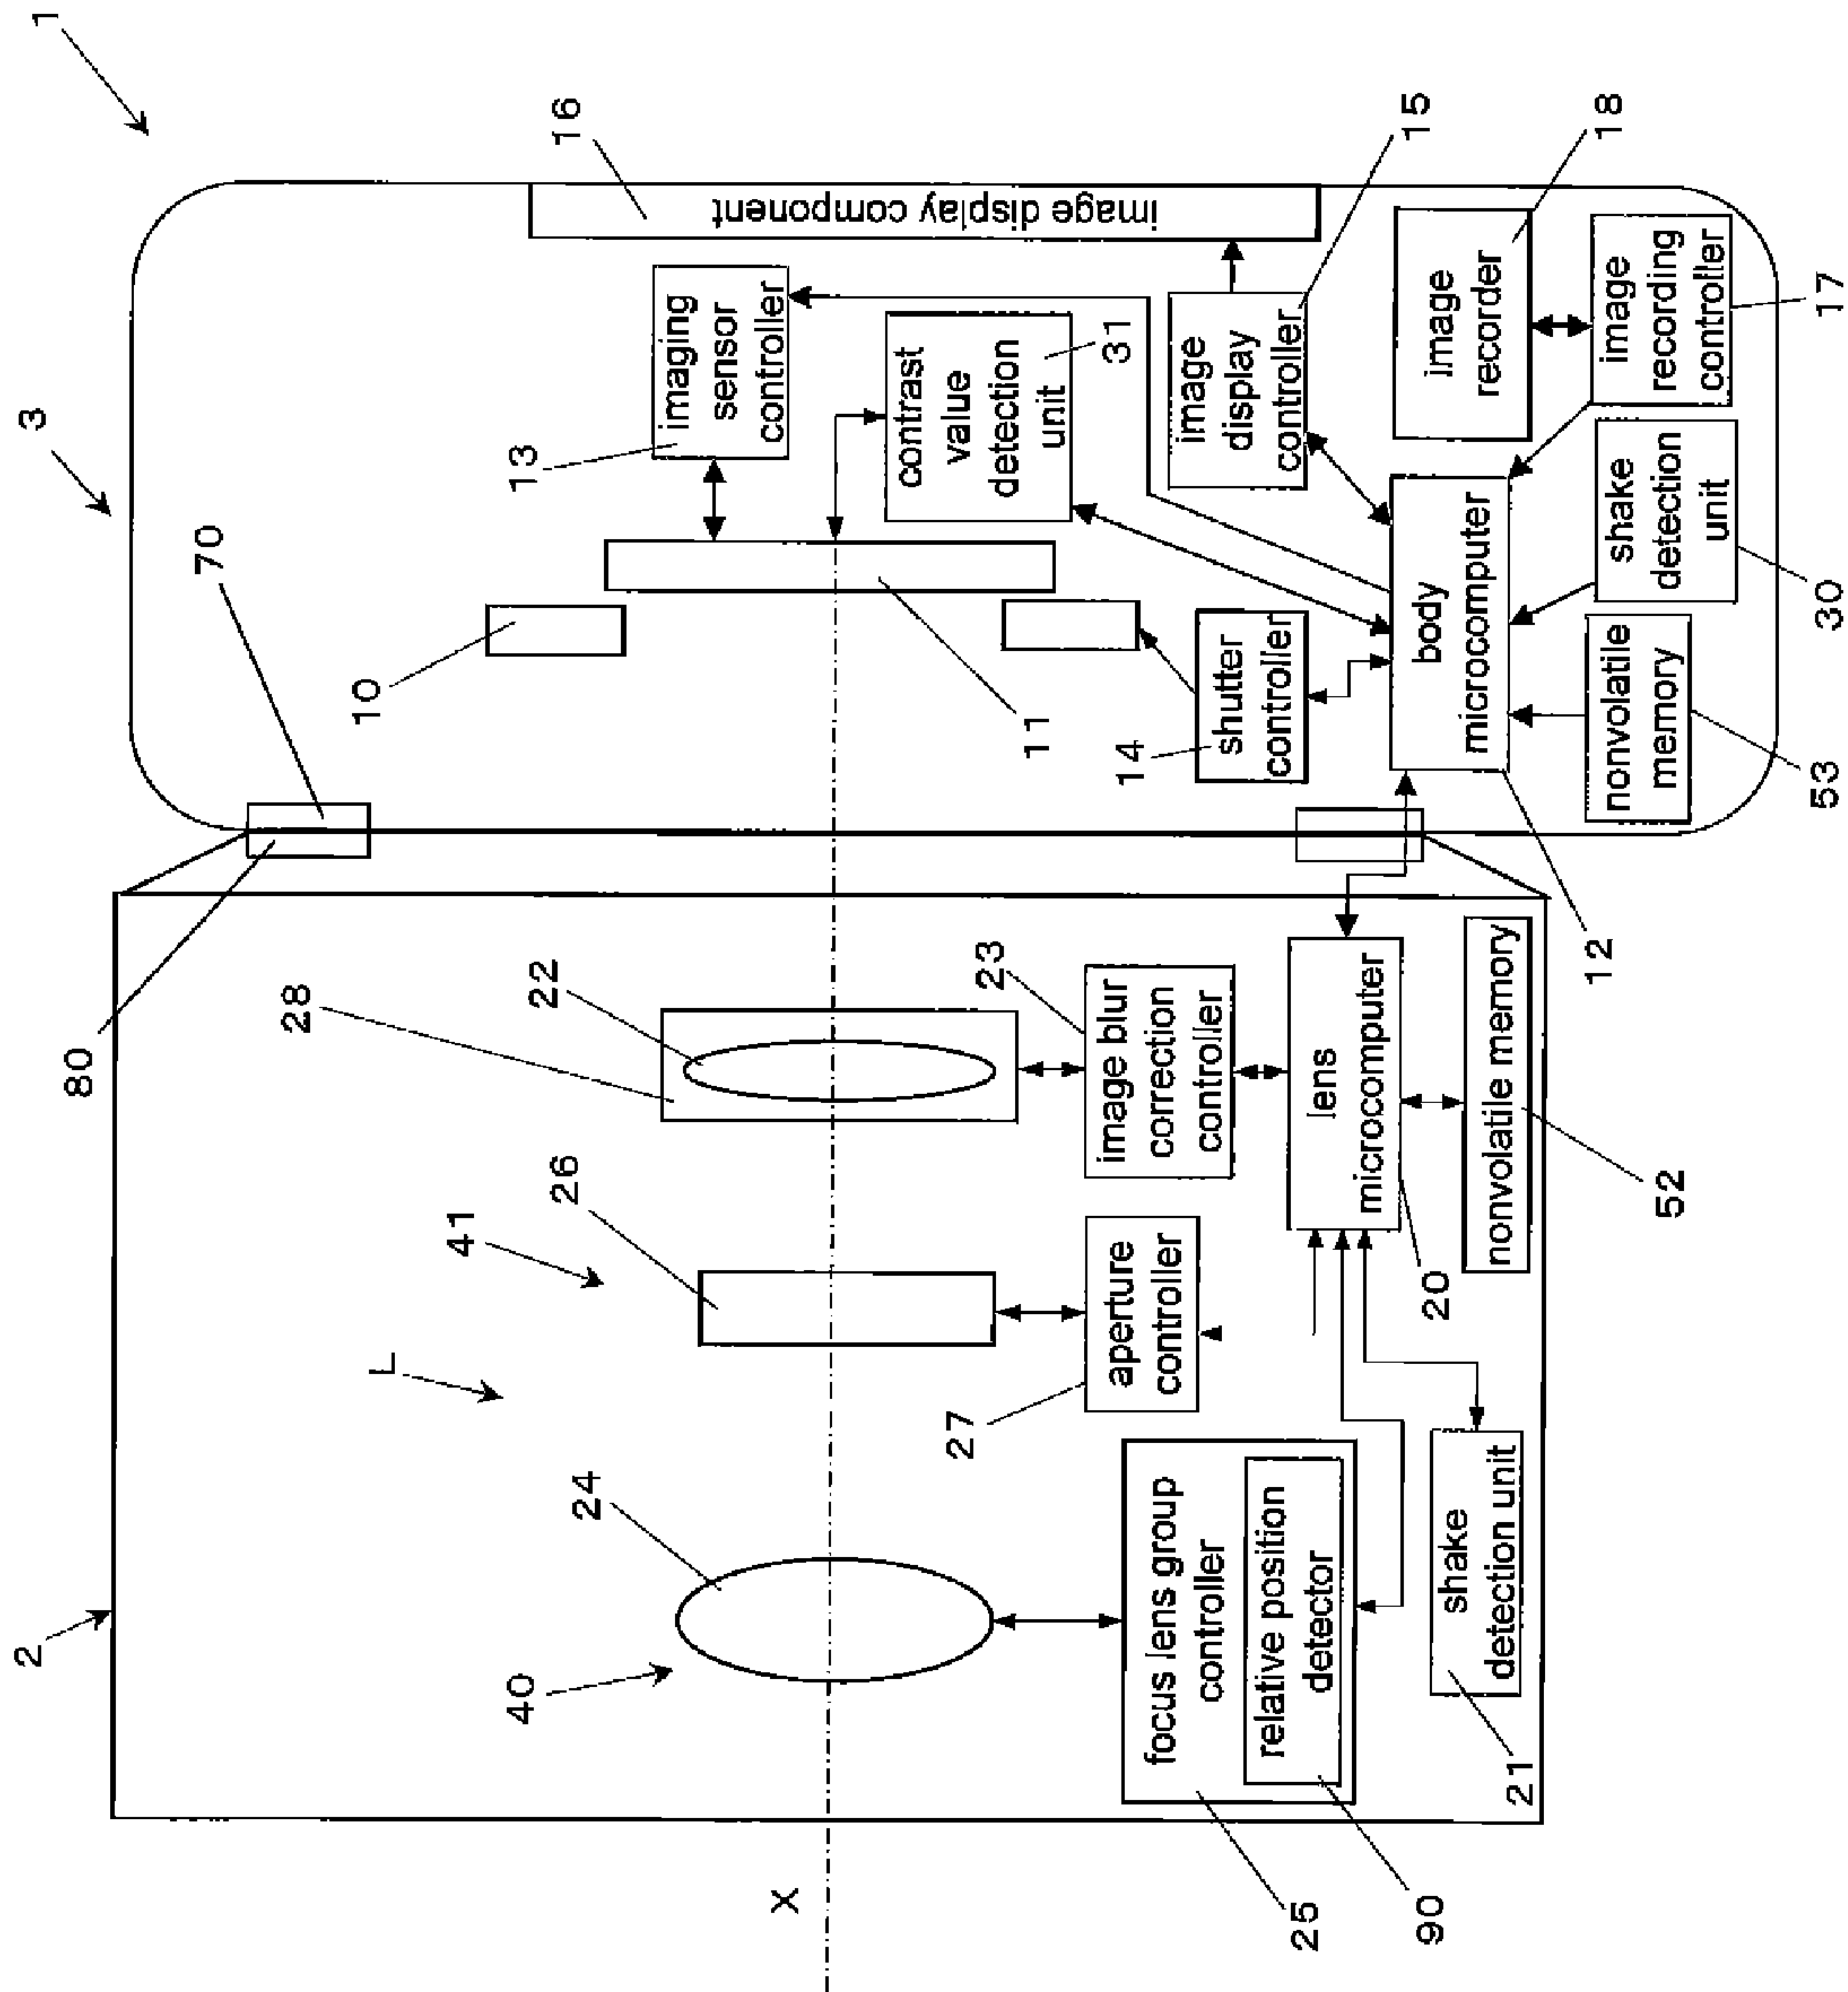 1
3
16
image display component
imaging
sensor
controller
13
contrast
value
detection
unit
31
image
display
controller
15
image
recorder
18
image
recording
controller
17
70
10
11
shutter
controller
14
body
microcomputer
12
shake
detection
unit
30
nonvolatile
memory
53
80
2
28
22
23
image blur
correction
controller
lens
microcomputer
20
nonvolatile memory
52
41
26
L
aperture
controller
27
24
40
X
focus lens group
controller
relative position
detector
25
90
shake
detection unit
21